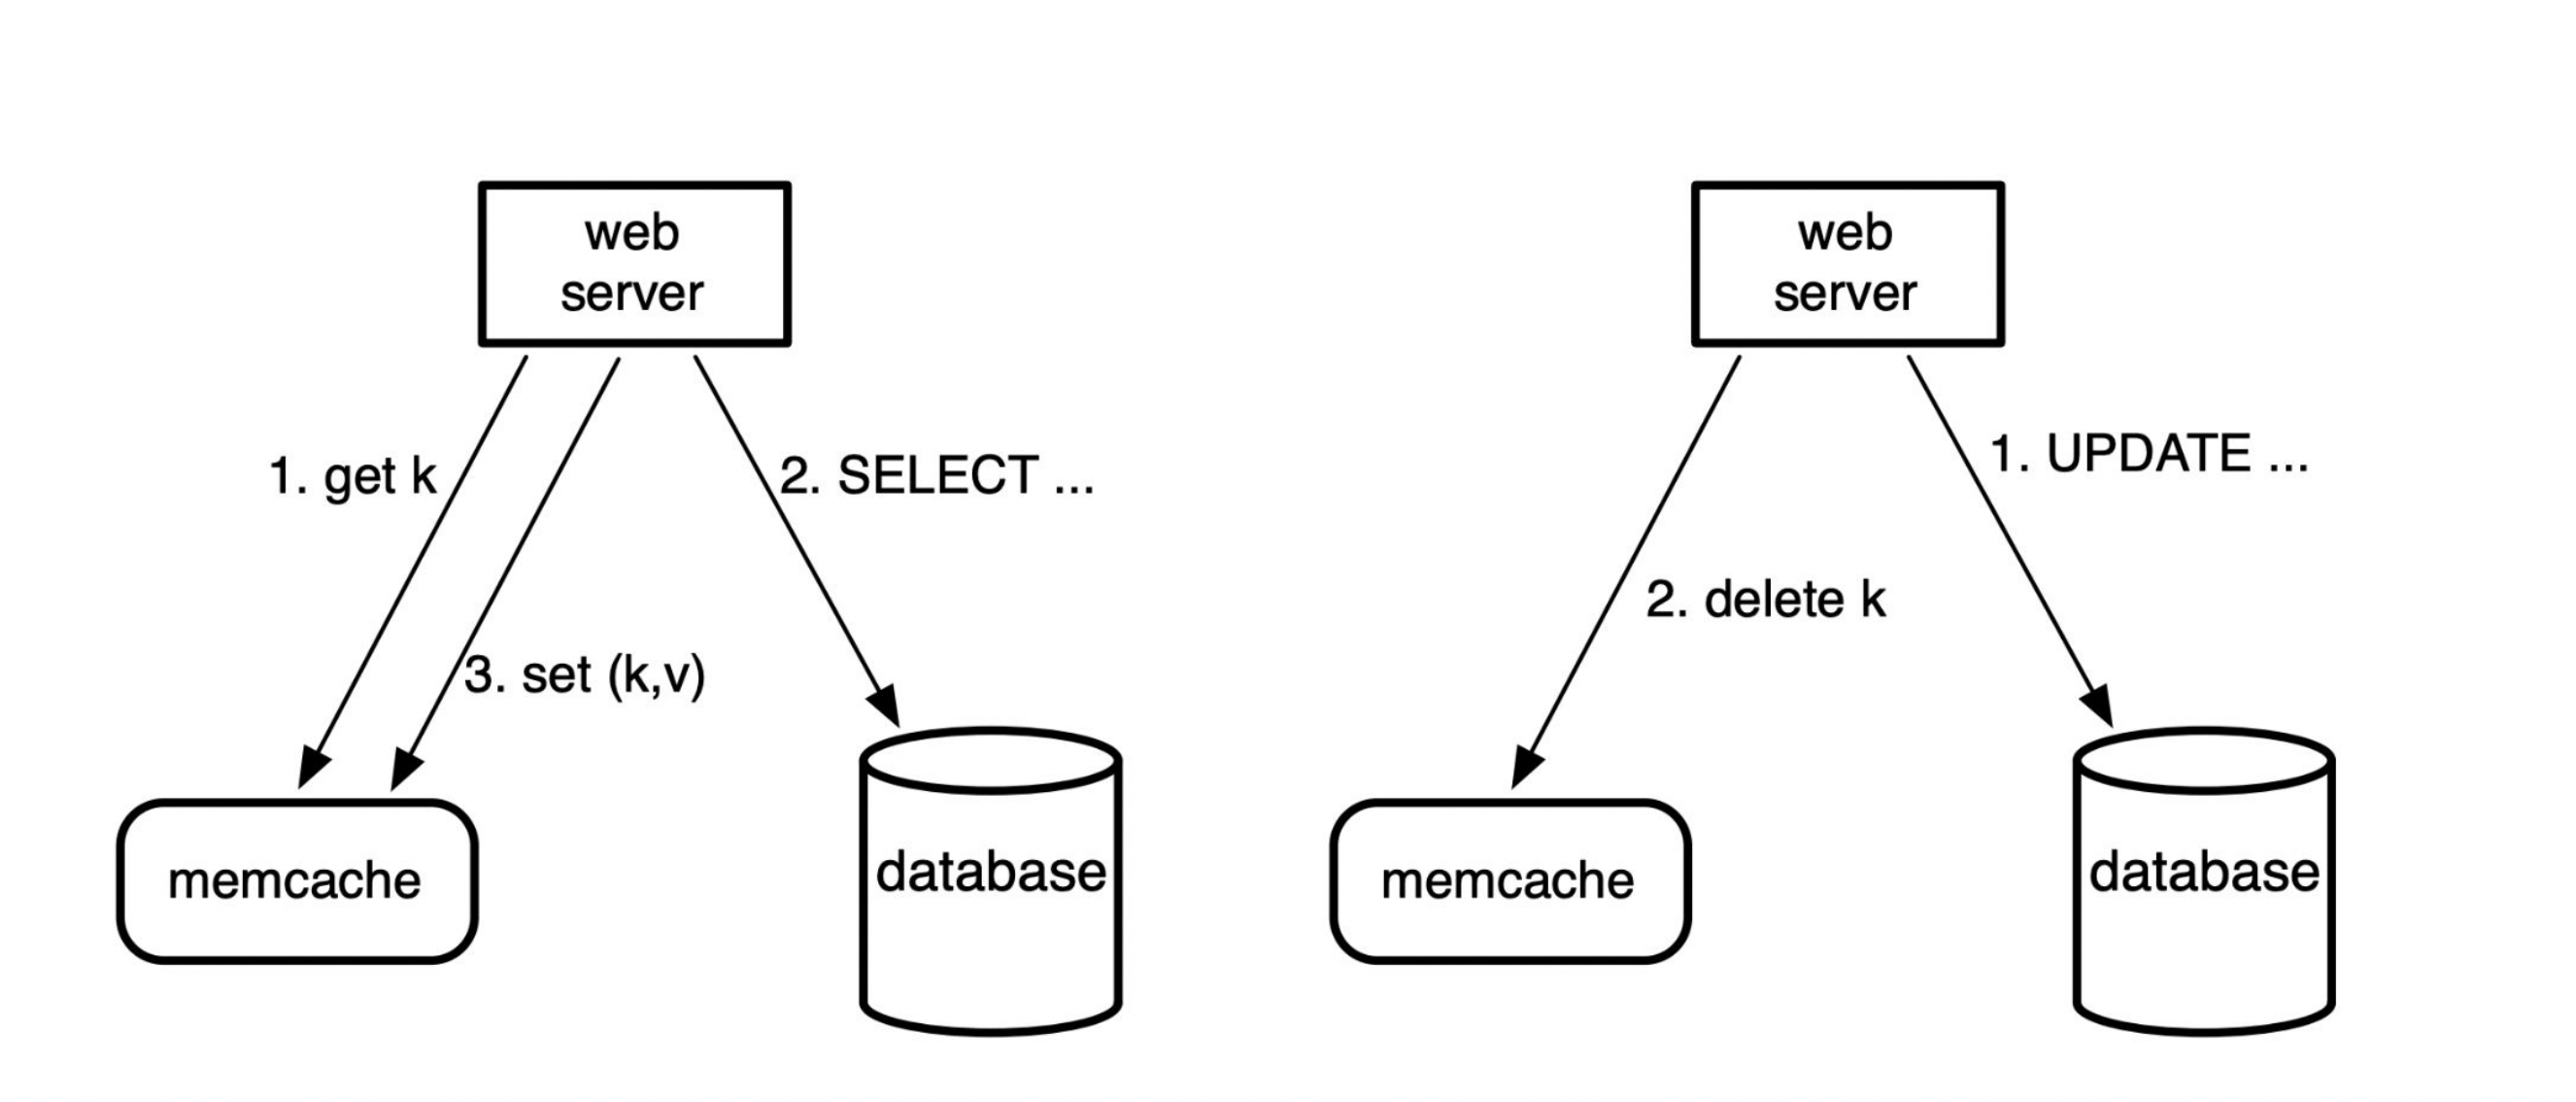 web
server
1. get k
2. SELECT ...
3. set (k,v)
memcache
database
web
server
1. UPDATE ...
2. delete k
memcache
database